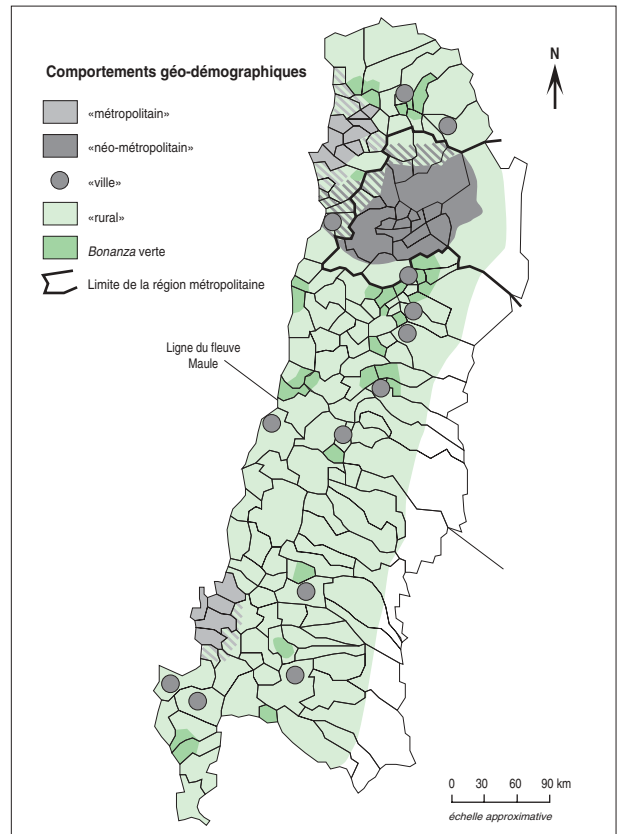 Comportements géo-démographiques
«métropolitain»
«néo-métropolitain»
«ville»
«rural»
Bonanza verte
Limite de la région métropolitaine
N
Ligne du fleuve
Maule
0 30 60 90 km
échelle approximative